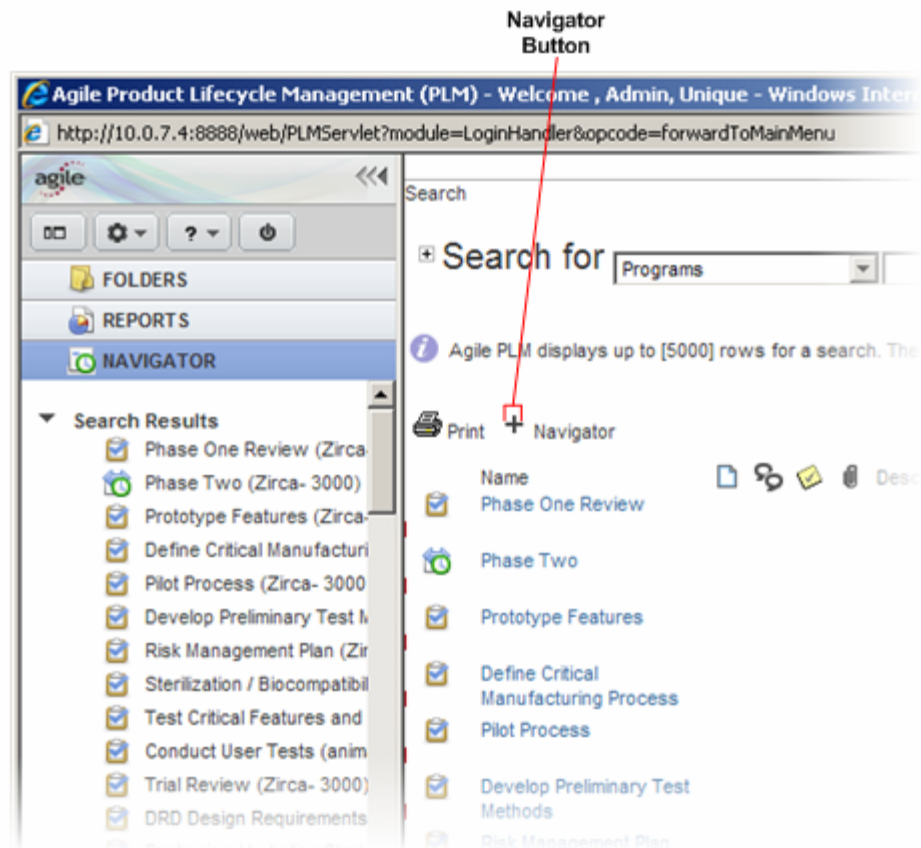 Navigator
Button
Agile Product Lifecycle Management (PLM) - Welcome , Admin, Unique - Windows Inter
http://10.0.7.4:8888/web/PLMServlet?module=LoginHandler&opcode=forwardToMainMenu
agile
?
FOLDERS
REPORTS
NAVIGATOR
Search Results
Phase One Review (Zirca-
Phase Two (Zirca- 3000)
Prototype Features (Zirca-
Define Critical Manufacturi
Pilot Process (Zirca- 3000
Develop Preliminary Test M
Risk Management Plan (Zir
Sterilization / Biocompatibil
Test Critical Features and
Conduct User Tests (anim
Trial Review (Zirca- 3000)
DRD Design Requirements
Search
Search for Programs
Agile PLM displays up to [5000] rows for a search. The
Print + Navigator
Name Desc
Phase One Review
Phase Two
Prototype Features
Define Critical
Manufacturing Process
Pilot Process
Develop Preliminary Test
Methods
Risk Management Plan